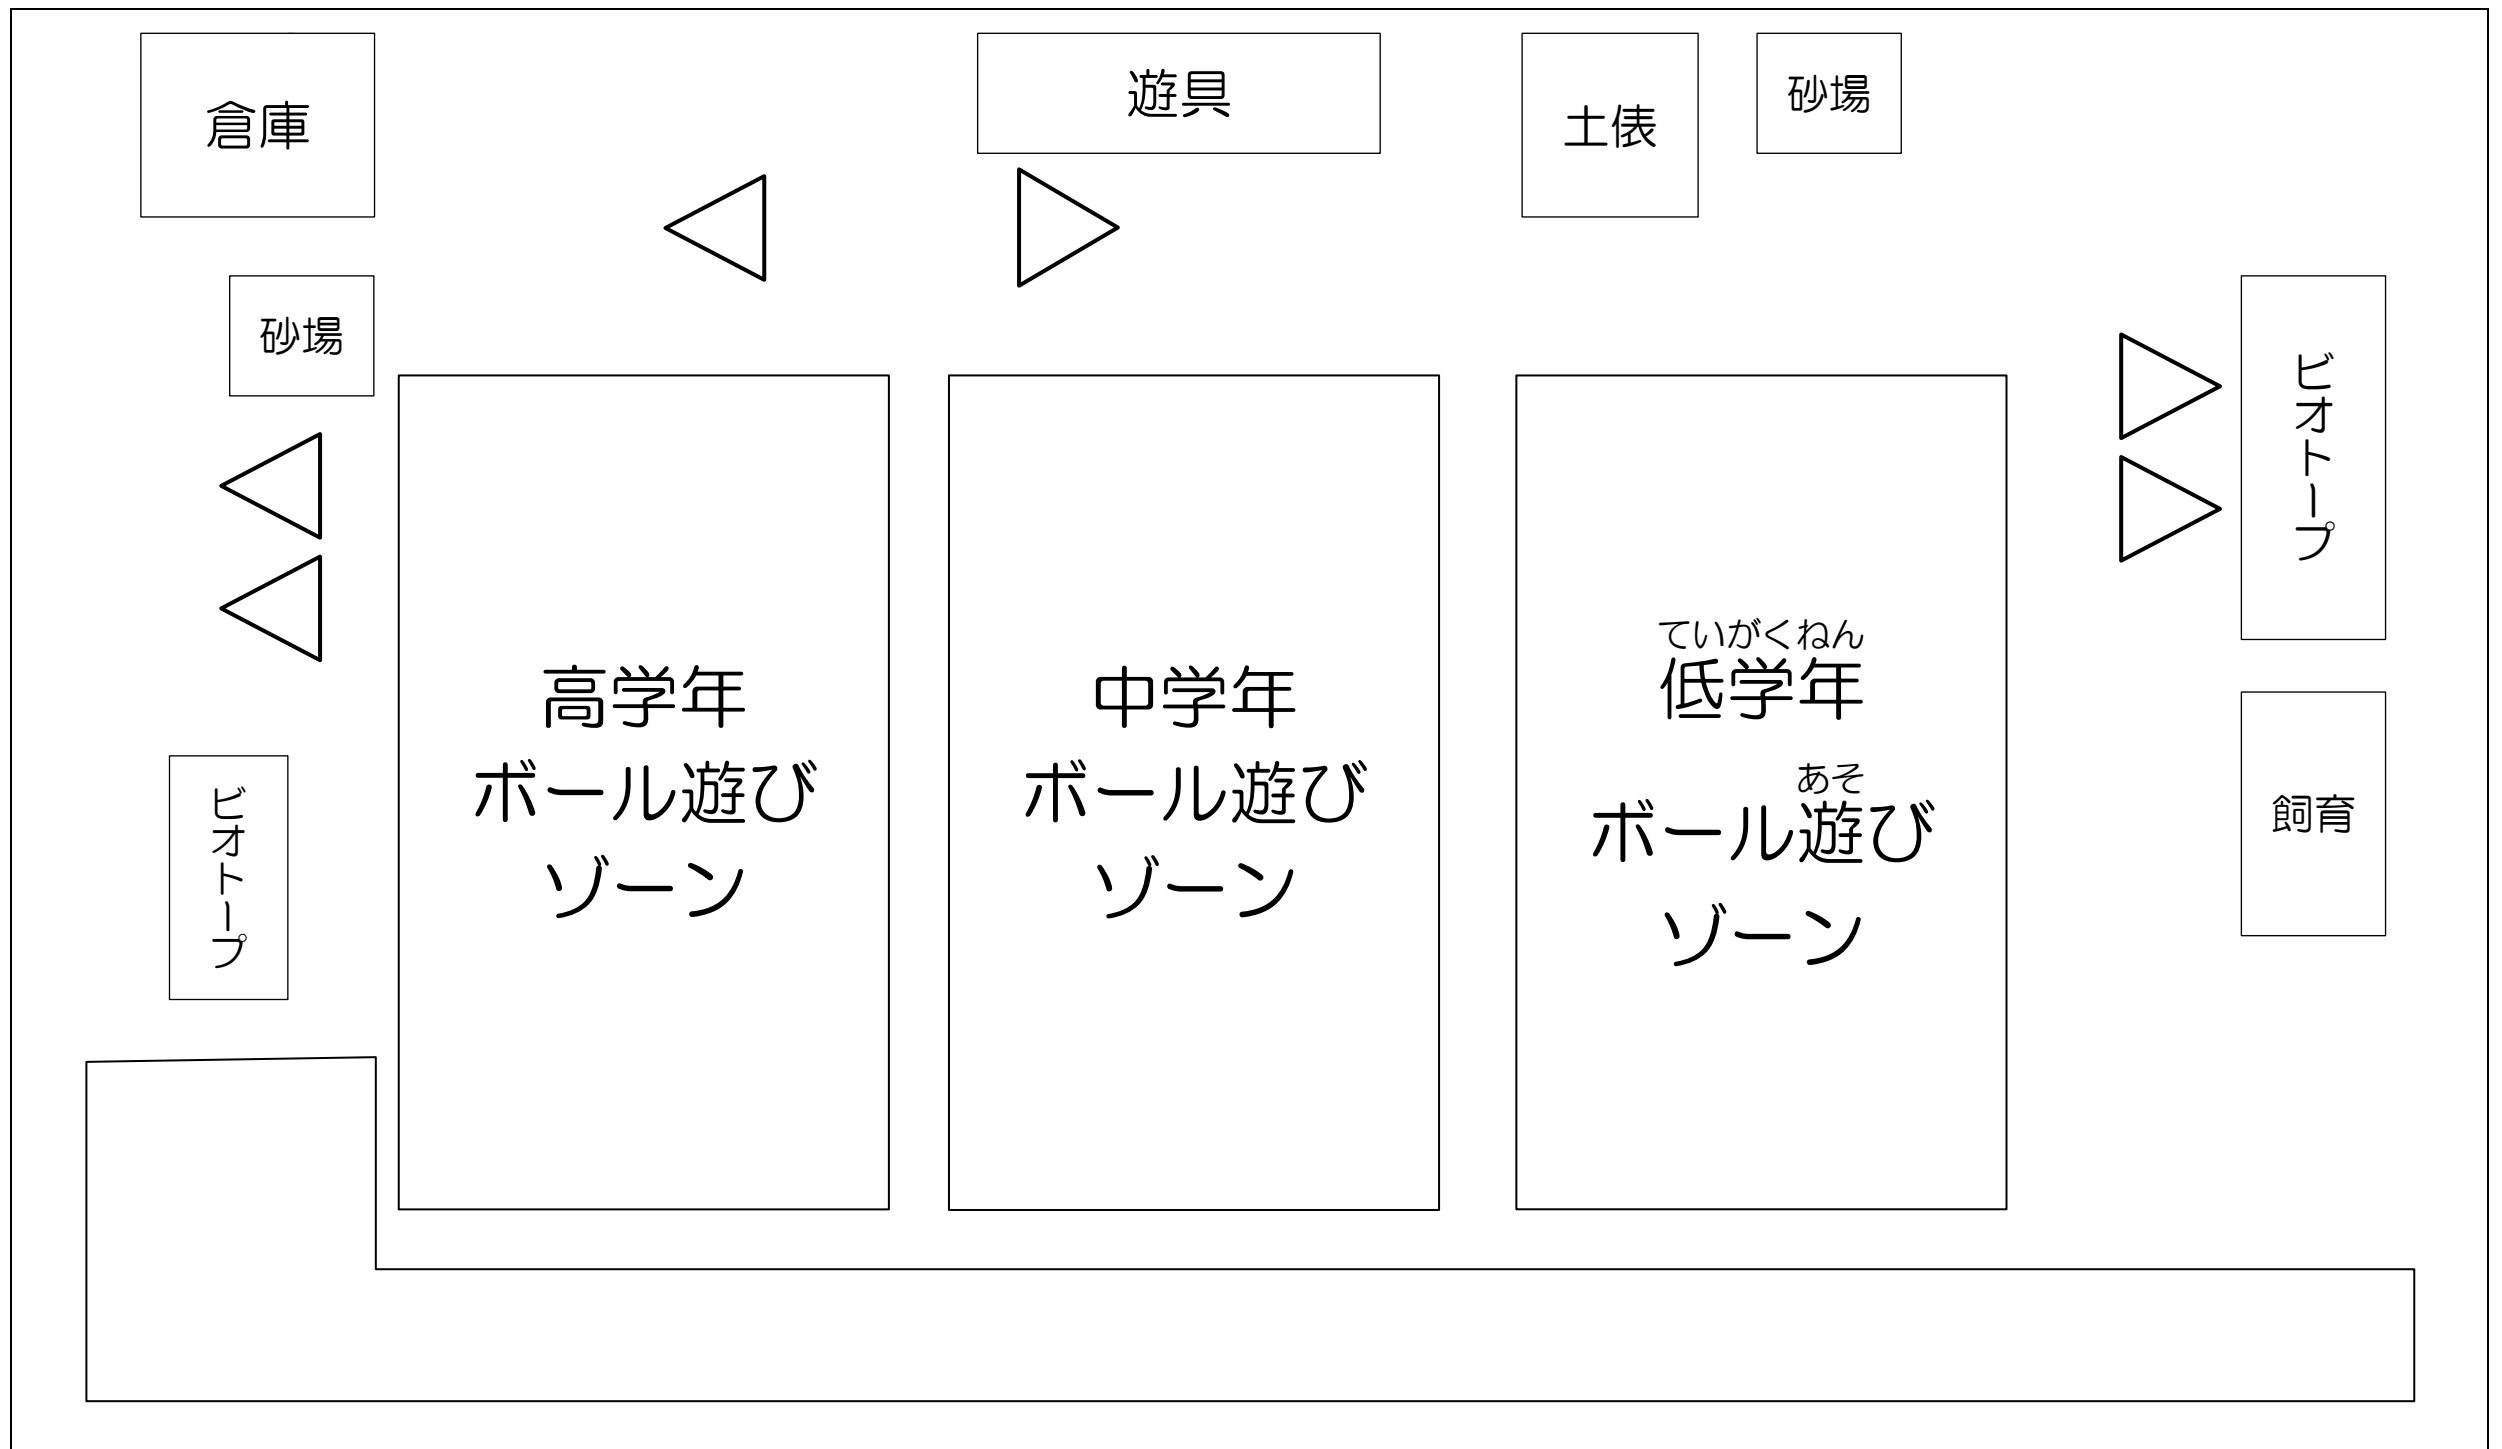 倉庫
遊具
土俵
砂場
砂場
ビオトープ
高学年
ボール遊び
ゾーン
中学年
ボール遊び
ゾーン
ていがくねん
低学年
あそ
ボール遊び
ゾーン
ビオトープ
飼育